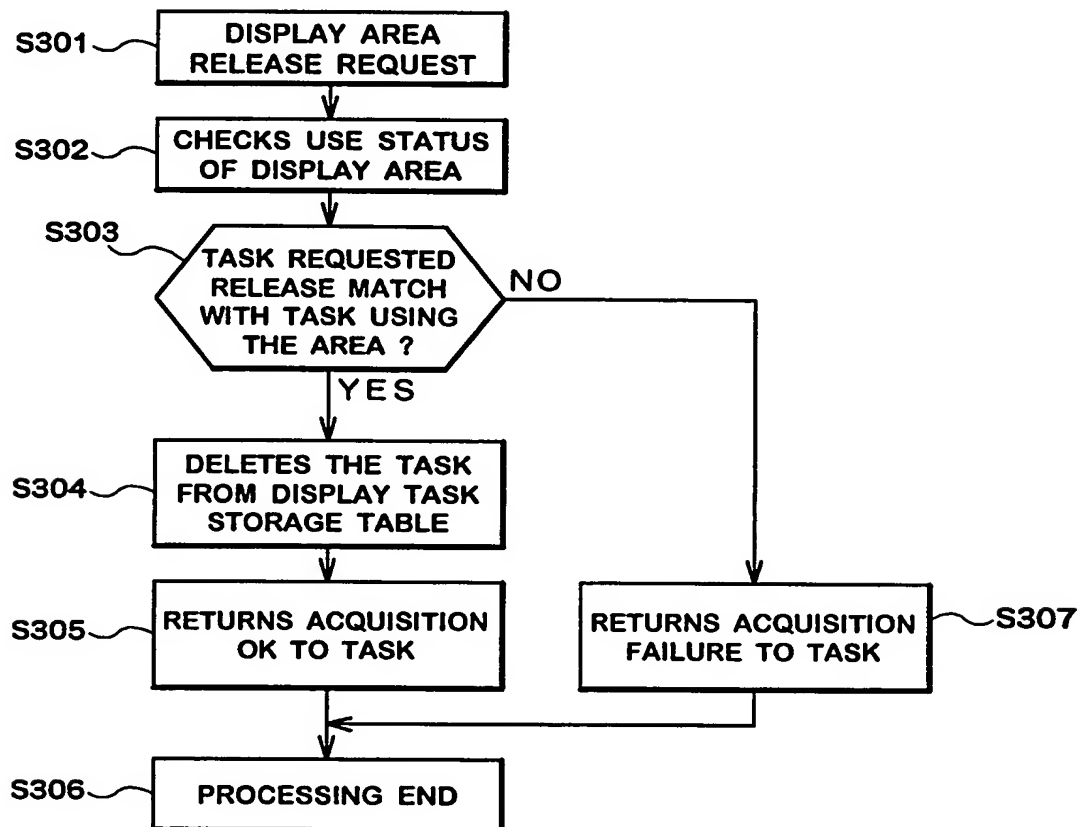 S301
DISPLAY AREA
RELEASE REQUEST
S302
CHECKS USE STATUS
OF DISPLAY AREA
S303
TASK REQUESTED
RELEASE MATCH
WITH TASK USING
THE AREA ?
NO
YES
S304
DELETES THE TASK
FROM DISPLAY TASK
STORAGE TABLE
S305
RETURNS ACQUISITION
OK TO TASK
RETURNS ACQUISITION
FAILURE TO TASK
S307
S306
PROCESSING END